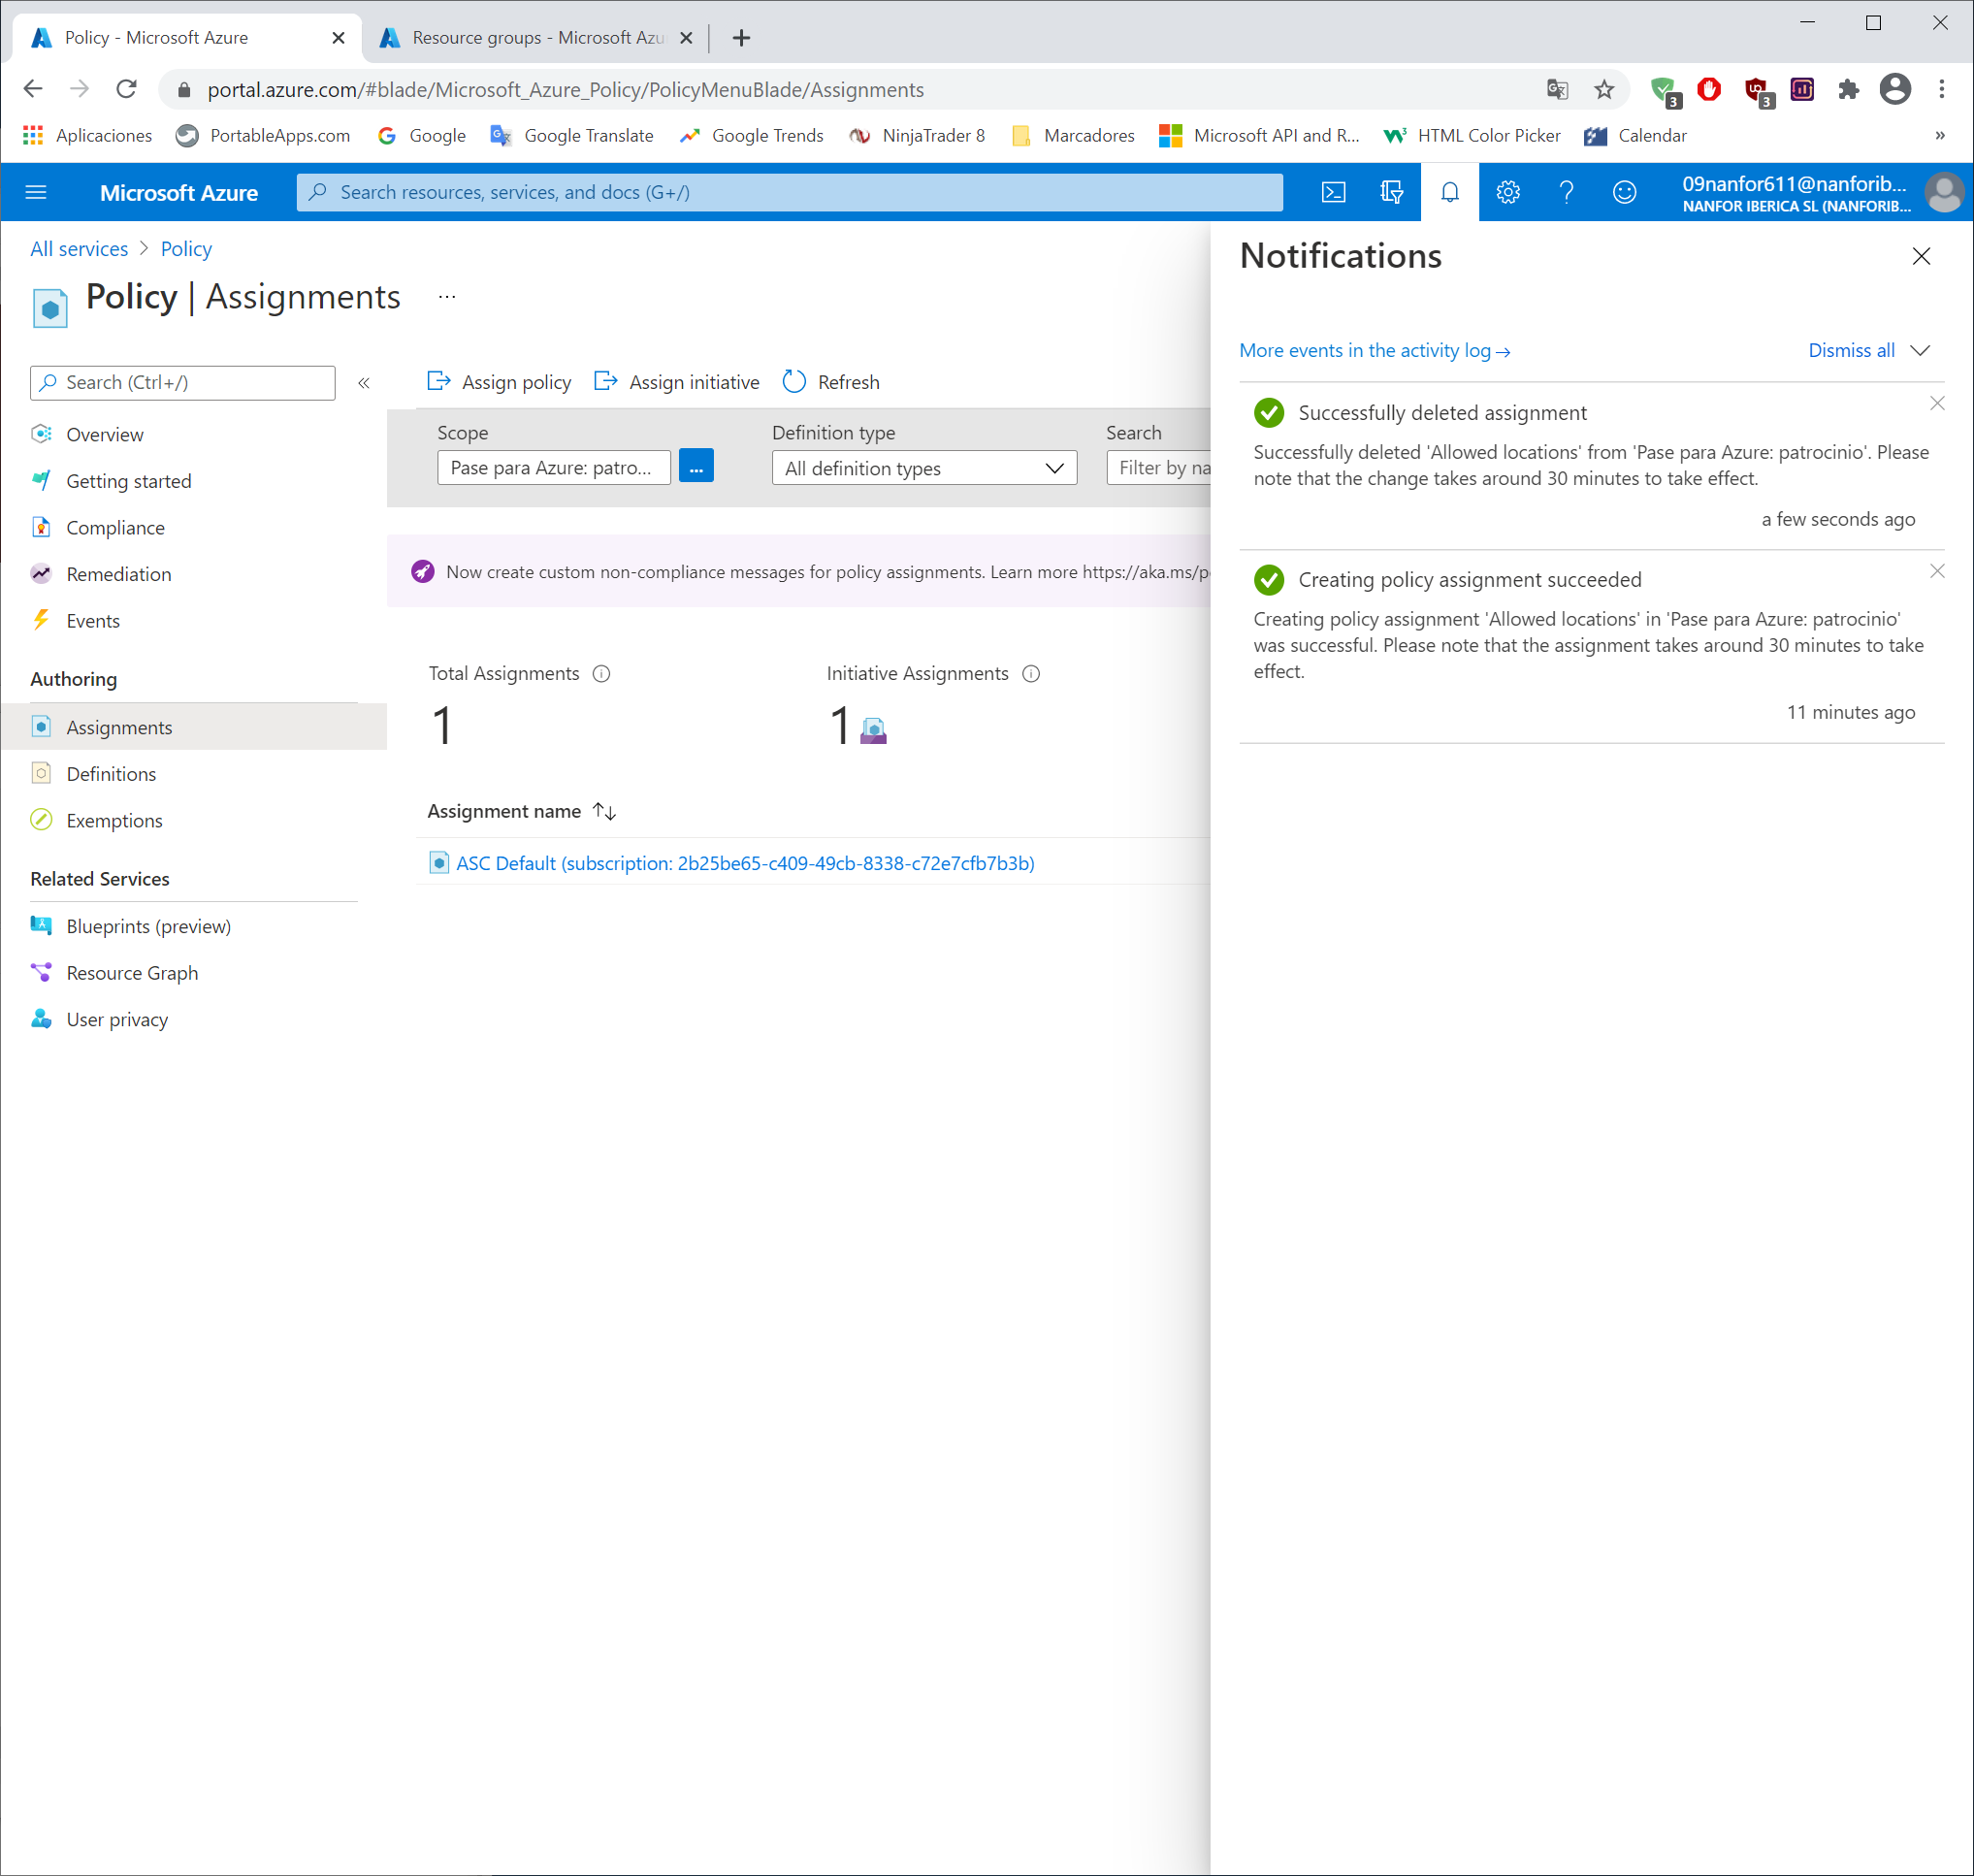 Policy - Microsoft Azure
Resource groups - Microsoft Azu
portal.azure.com/#blade/Microsoft_Azure_Policy/PolicyMenuBlade/Assignments
3
3
Aplicaciones
PortableApps.com
Google
Google Translate
Google Trends
NinjaTrader 8
Marcadores
Microsoft API and R...
HTML Color Picker
Calendar
»
Microsoft Azure
Search resources, services, and docs (G+/)
09nanfor611@nanforib...
NANFOR IBERICA SL (NANFORIB...
All services > Policy
Policy | Assignments ...
Search (Ctrl+/)
«
Overview
Getting started
Compliance
Remediation
Events
Authoring
Assignments
Definitions
Exemptions
Related Services
Blueprints (preview)
Resource Graph
User privacy
Assign policy
Assign initiative
Refresh
Scope
Pase para Azure: patro...
...
Definition type
All definition types
Search
Filter by na
Now create custom non-compliance messages for policy assignments. Learn more https://aka.ms/p
Total Assignments
1
Initiative Assignments
1
Assignment name ↑↓
ASC Default (subscription: 2b25be65-c409-49cb-8338-c72e7cfb7b3b)
Notifications
More events in the activity log →
Dismiss all
Successfully deleted assignment
Successfully deleted 'Allowed locations' from 'Pase para Azure: patrocinio'. Please
note that the change takes around 30 minutes to take effect.
a few seconds ago
Creating policy assignment succeeded
Creating policy assignment 'Allowed locations' in 'Pase para Azure: patrocinio'
was successful. Please note that the assignment takes around 30 minutes to take
effect.
11 minutes ago